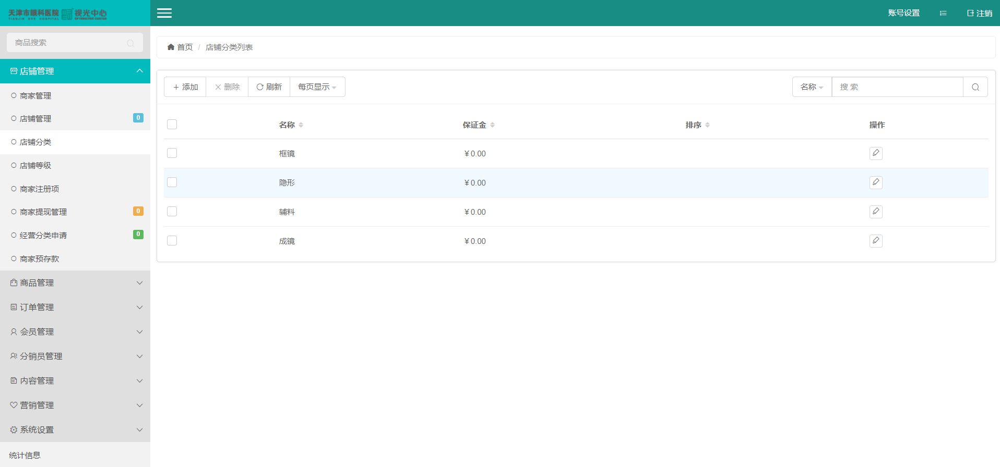 天津市眼科医院 视光中心
TIANJIN EYE HOSPITAL OPTOMETRIC CENTER
账号设置
注销
商品搜索
首页 / 店铺分类列表
店铺管理
商家管理
店铺管理 0
店铺分类
店铺等级
商家注册项
商家提现管理 0
经营分类申请 0
商家预存款
商品管理
订单管理
会员管理
分销员管理
内容管理
营销管理
系统设置
统计信息
添加 删除 刷新 每页显示
名称 搜 索
名称 保证金 排序 操作
框镜 ¥0.00
隐形 ¥0.00
辅料 ¥0.00
成镜 ¥0.00